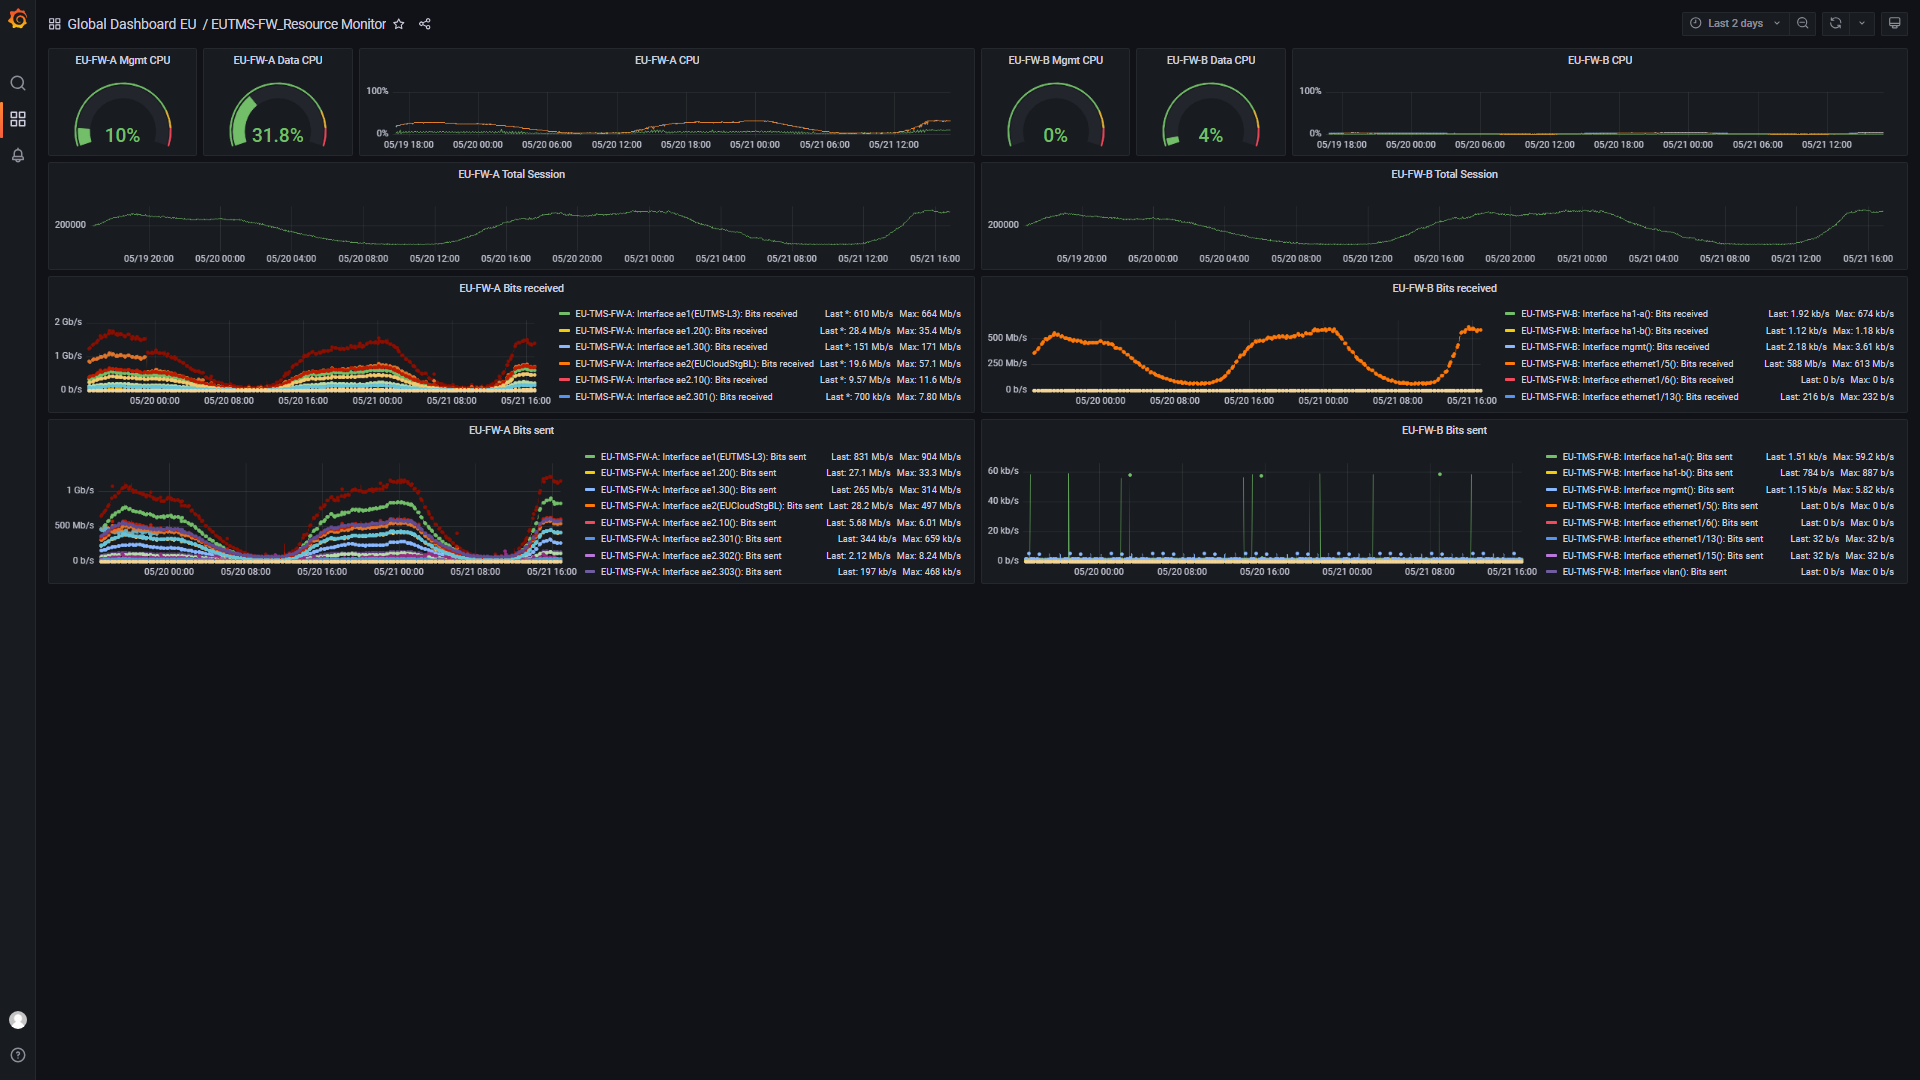 Global Dashboard EU / EUTMS-FW_Resource Monitor
Last 2 days
EU-FW-A Mgmt CPU
10%
EU-FW-A Data CPU
31.8%
EU-FW-A CPU
100%
0%
05/19 18:00 05/20 00:00 05/20 06:00 05/20 12:00 05/20 18:00 05/21 00:00 05/21 06:00 05/21 12:00
EU-FW-B Mgmt CPU
0%
EU-FW-B Data CPU
4%
EU-FW-B CPU
100%
0%
05/19 18:00 05/20 00:00 05/20 06:00 05/20 12:00 05/20 18:00 05/21 00:00 05/21 06:00 05/21 12:00
EU-FW-A Total Session
200000
05/19 20:00 05/20 00:00 05/20 04:00 05/20 08:00 05/20 12:00 05/20 16:00 05/20 20:00 05/21 00:00 05/21 04:00 05/21 08:00 05/21 12:00 05/21 16:00
EU-FW-B Total Session
200000
05/19 20:00 05/20 00:00 05/20 04:00 05/20 08:00 05/20 12:00 05/20 16:00 05/20 20:00 05/21 00:00 05/21 04:00 05/21 08:00 05/21 12:00 05/21 16:00
EU-FW-A Bits received
2 Gb/s
1 Gb/s
0 b/s
05/20 00:00 05/20 08:00 05/20 16:00 05/21 00:00 05/21 08:00 05/21 16:00
EU-TMS-FW-A: Interface ae1(EUTMS-L3): Bits received Last *: 610 Mb/s Max: 664 Mb/s
EU-TMS-FW-A: Interface ae1.20(): Bits received Last *: 28.4 Mb/s Max: 35.4 Mb/s
EU-TMS-FW-A: Interface ae1.30(): Bits received Last *: 151 Mb/s Max: 171 Mb/s
EU-TMS-FW-A: Interface ae2(EUCloudStgBL): Bits received Last *: 19.6 Mb/s Max: 57.1 Mb/s
EU-TMS-FW-A: Interface ae2.10(): Bits received Last *: 9.57 Mb/s Max: 11.6 Mb/s
EU-TMS-FW-A: Interface ae2.301(): Bits received Last *: 700 kb/s Max: 7.80 Mb/s
EU-FW-B Bits received
500 Mb/s
250 Mb/s
0 b/s
05/20 00:00 05/20 08:00 05/20 16:00 05/21 00:00 05/21 08:00 05/21 16:00
EU-TMS-FW-B: Interface ha1-a(): Bits received Last: 1.92 kb/s Max: 674 kb/s
EU-TMS-FW-B: Interface ha1-b(): Bits received Last: 1.12 kb/s Max: 1.18 kb/s
EU-TMS-FW-B: Interface mgmt(): Bits received Last: 2.18 kb/s Max: 3.61 kb/s
EU-TMS-FW-B: Interface ethernet1/5(): Bits received Last: 588 Mb/s Max: 613 Mb/s
EU-TMS-FW-B: Interface ethernet1/6(): Bits received Last: 0 b/s Max: 0 b/s
EU-TMS-FW-B: Interface ethernet1/13(): Bits received Last: 216 b/s Max: 232 b/s
EU-FW-A Bits sent
1 Gb/s
500 Mb/s
0 b/s
05/20 00:00 05/20 08:00 05/20 16:00 05/21 00:00 05/21 08:00 05/21 16:00
EU-TMS-FW-A: Interface ae1(EUTMS-L3): Bits sent Last: 831 Mb/s Max: 904 Mb/s
EU-TMS-FW-A: Interface ae1.20(): Bits sent Last: 27.1 Mb/s Max: 33.3 Mb/s
EU-TMS-FW-A: Interface ae1.30(): Bits sent Last: 265 Mb/s Max: 314 Mb/s
EU-TMS-FW-A: Interface ae2(EUCloudStgBL): Bits sent Last: 28.2 Mb/s Max: 497 Mb/s
EU-TMS-FW-A: Interface ae2.10(): Bits sent Last: 5.68 Mb/s Max: 6.01 Mb/s
EU-TMS-FW-A: Interface ae2.301(): Bits sent Last: 344 kb/s Max: 659 kb/s
EU-TMS-FW-A: Interface ae2.302(): Bits sent Last: 2.12 Mb/s Max: 8.24 Mb/s
EU-TMS-FW-A: Interface ae2.303(): Bits sent Last: 197 kb/s Max: 468 kb/s
EU-FW-B Bits sent
60 kb/s
40 kb/s
20 kb/s
0 b/s
05/20 00:00 05/20 08:00 05/20 16:00 05/21 00:00 05/21 08:00 05/21 16:00
EU-TMS-FW-B: Interface ha1-a(): Bits sent Last: 1.51 kb/s Max: 59.2 kb/s
EU-TMS-FW-B: Interface ha1-b(): Bits sent Last: 784 b/s Max: 887 b/s
EU-TMS-FW-B: Interface mgmt(): Bits sent Last: 1.15 kb/s Max: 5.82 kb/s
EU-TMS-FW-B: Interface ethernet1/5(): Bits sent Last: 0 b/s Max: 0 b/s
EU-TMS-FW-B: Interface ethernet1/6(): Bits sent Last: 0 b/s Max: 0 b/s
EU-TMS-FW-B: Interface ethernet1/13(): Bits sent Last: 32 b/s Max: 32 b/s
EU-TMS-FW-B: Interface ethernet1/15(): Bits sent Last: 32 b/s Max: 32 b/s
EU-TMS-FW-B: Interface vlan(): Bits sent Last: 0 b/s Max: 0 b/s